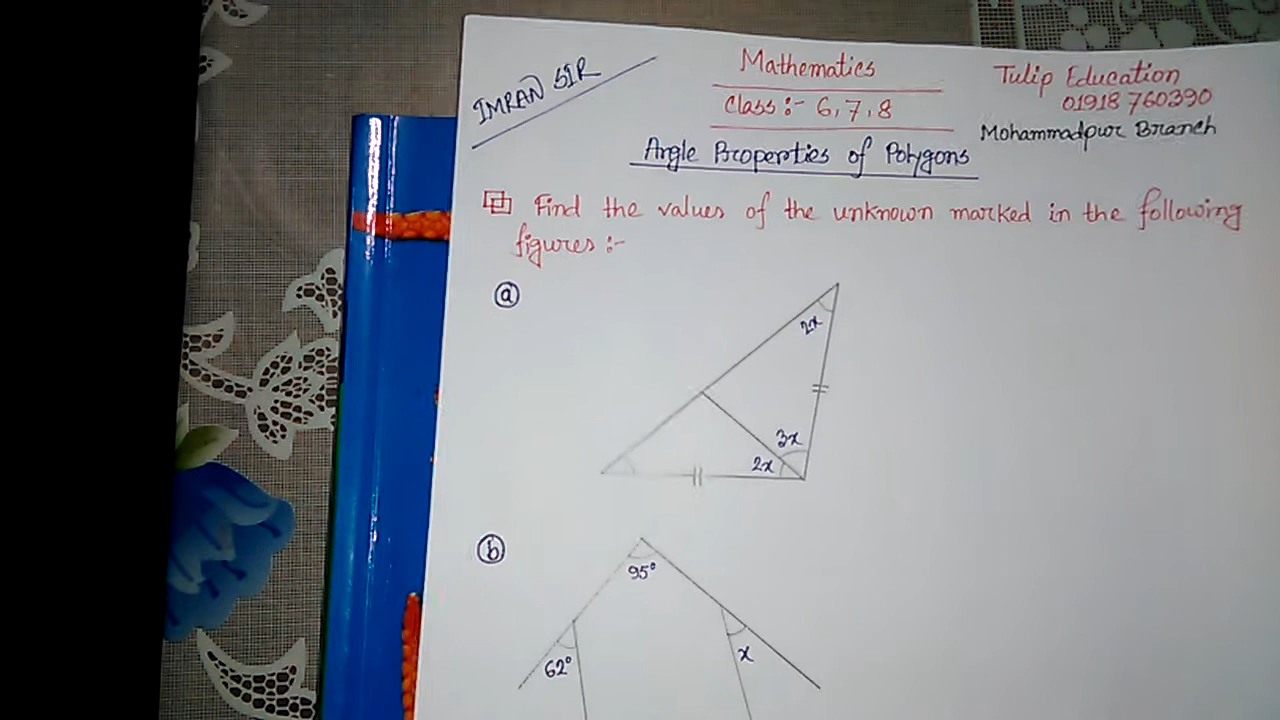 IMRAN SIR
Mathematics
Class :- 6, 7, 8
Tulip Education
01918 760390
Mohammadpur Branch
Angle Properties of Polygons
Find the values of the unknown marked in the following
figures :-
a
2x
3x
2x
b
95°
62°
x